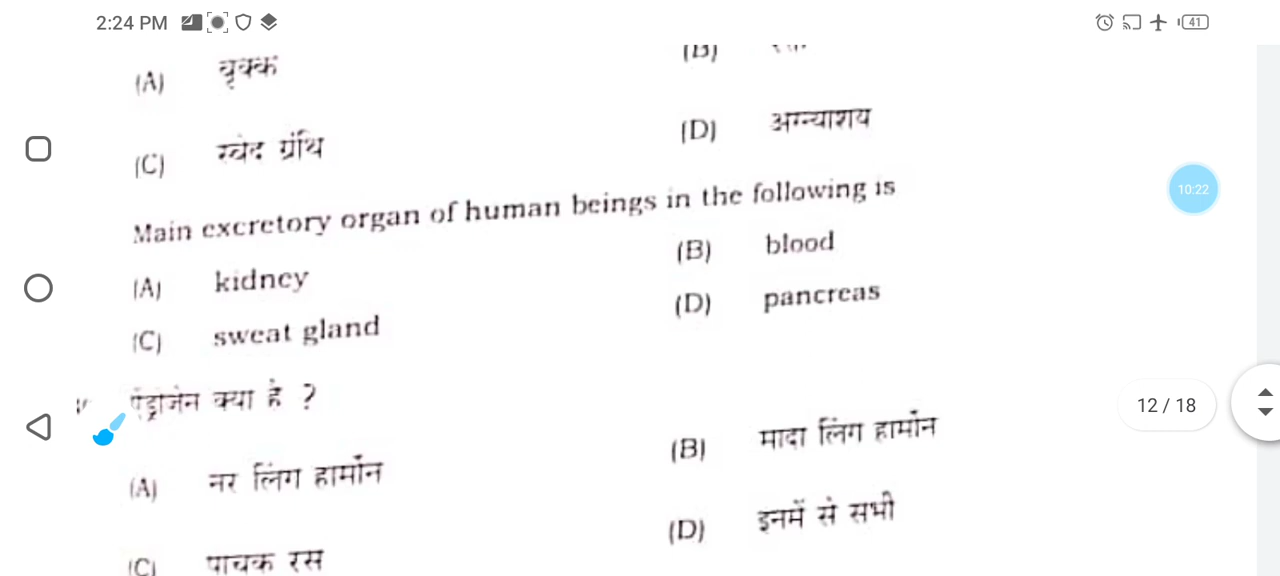 2:24 PM
41
(A) वृक्क (B)
(C) स्वेद ग्रंथि (D) अग्न्याशय
Main excretory organ of human beings in the following is
(A) kidney (B) blood
(C) sweat gland (D) pancreas
10:22
एंड्रोजेन क्या है ?
12 / 18
(A) नर लिंग हार्मोन (B) मादा लिंग हार्मोन
(C) पाचक रस (D) इनमें से सभी